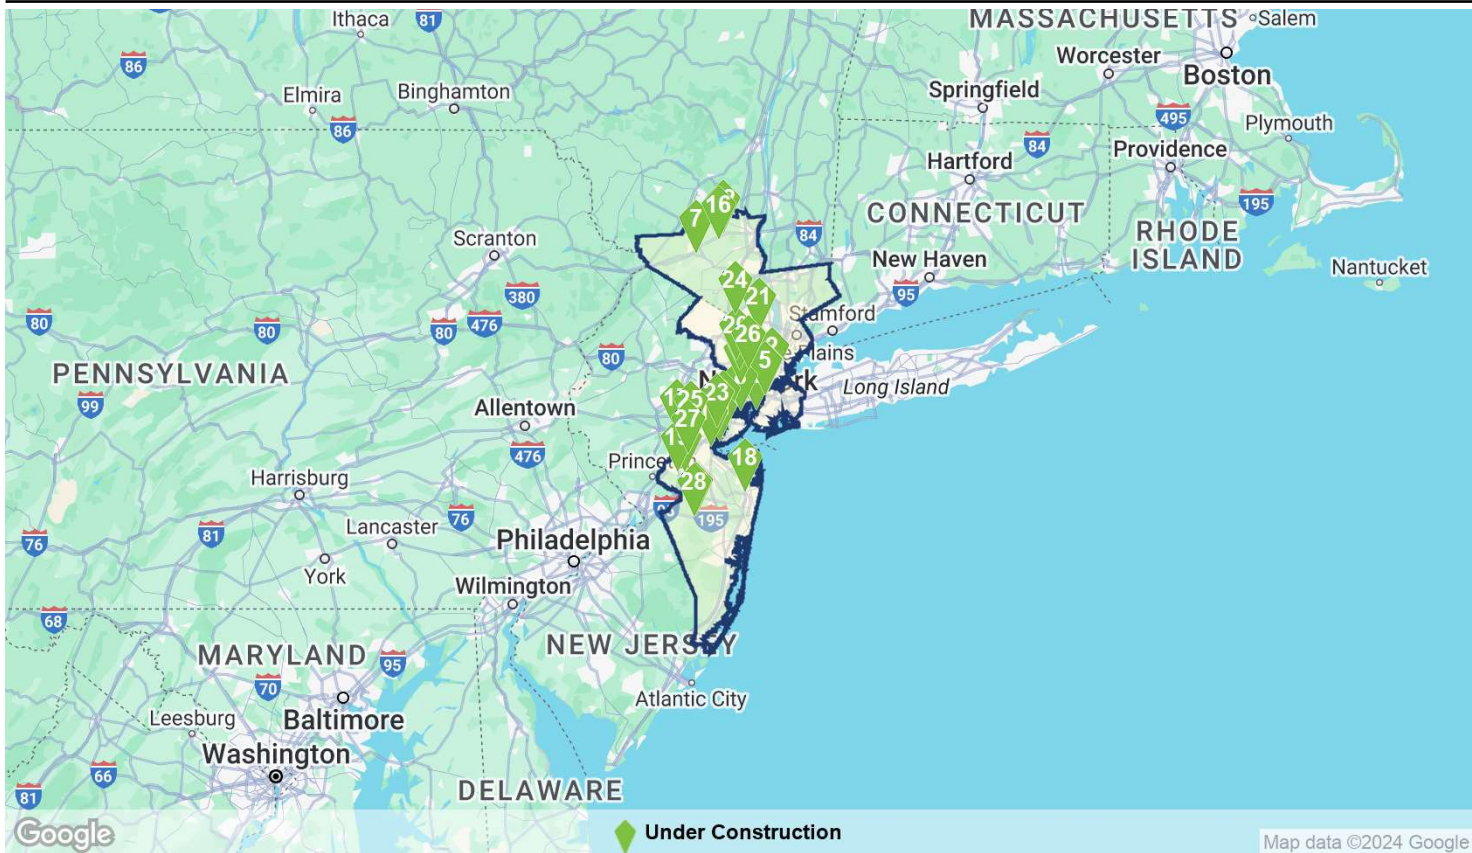 Ithaca
81
MASSACHUSETTS
Salem
86
Worcester
Boston
Elmira
Binghamton
Springfield
86
495
Plymouth
84
Hartford
Providence
16
7
CONNECTICUT
195
84
RHODE
ISLAND
Scranton
New Haven
Nantucket
24
380
95
21
80
80
476
80
Stamford
26
80
5
PENNSYLVANIA
Long Island
99
Allentown
25
23
27
476
Prince
18
Harrisburg
28
76
195
81
Lancaster
76
Philadelphia
York
Wilmington
68
NEW JERSEY
MARYLAND
95
70
Atlantic City
Leesburg
Baltimore
Washington
66
DELAWARE
81
Google
Under Construction
Map data ©2024 Google